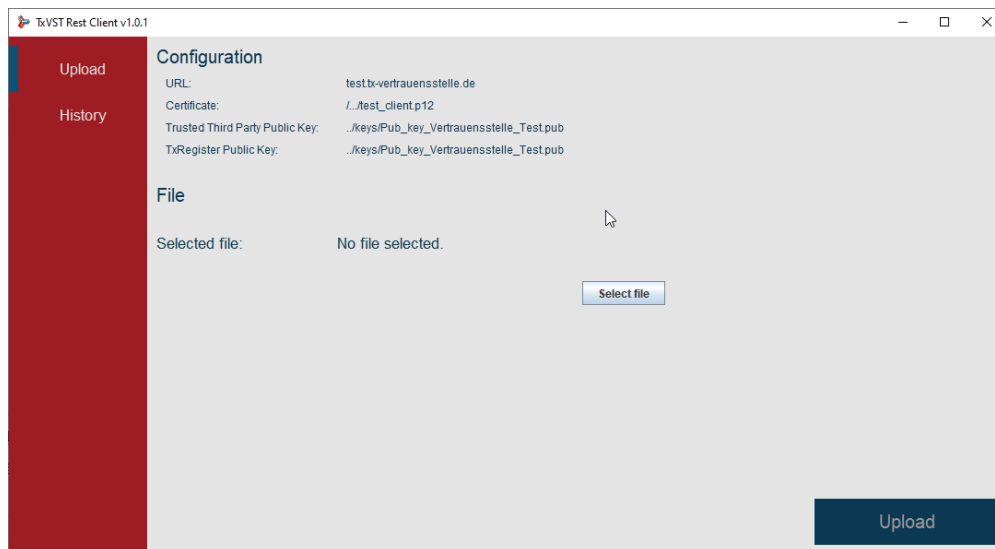 TxVST Rest Client v1.0.1
Upload
History
Configuration
URL: test.tx-vertrauensstelle.de
Certificate: /.../test_client.p12
Trusted Third Party Public Key: ../keys/Pub_key_Vertrauensstelle_Test.pub
TxRegister Public Key: ../keys/Pub_key_Vertrauensstelle_Test.pub
File
Selected file: No file selected.
Select file
Upload